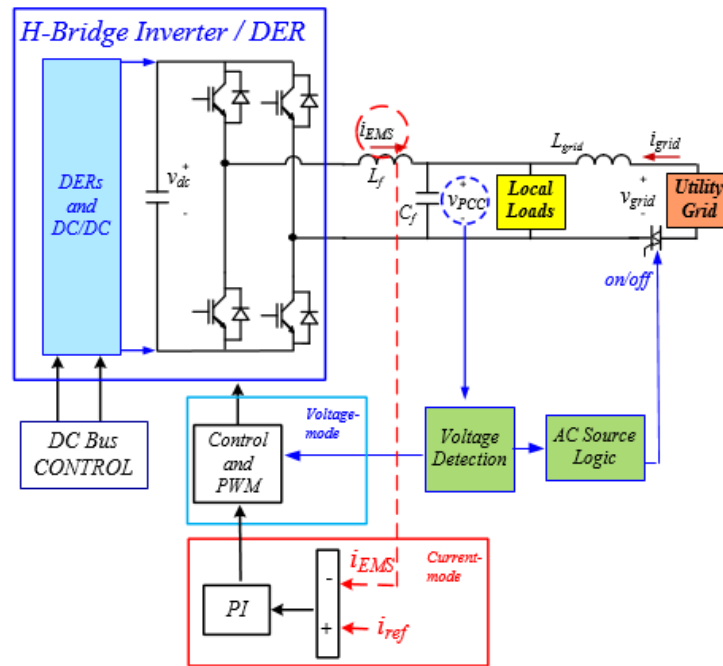 H-Bridge Inverter / DER
DERs
and
DC/DC
v_dc
+
-
i_EMS
L_f
C_f
+
v_PCC
-
Local
Loads
L_grid
i_grid
+
v_grid
-
Utility
Grid
on/off
DC Bus
CONTROL
Control
and
PWM
Voltage-
mode
Voltage
Detection
AC Source
Logic
PI
-
+
i_EMS
i_ref
Current-
mode